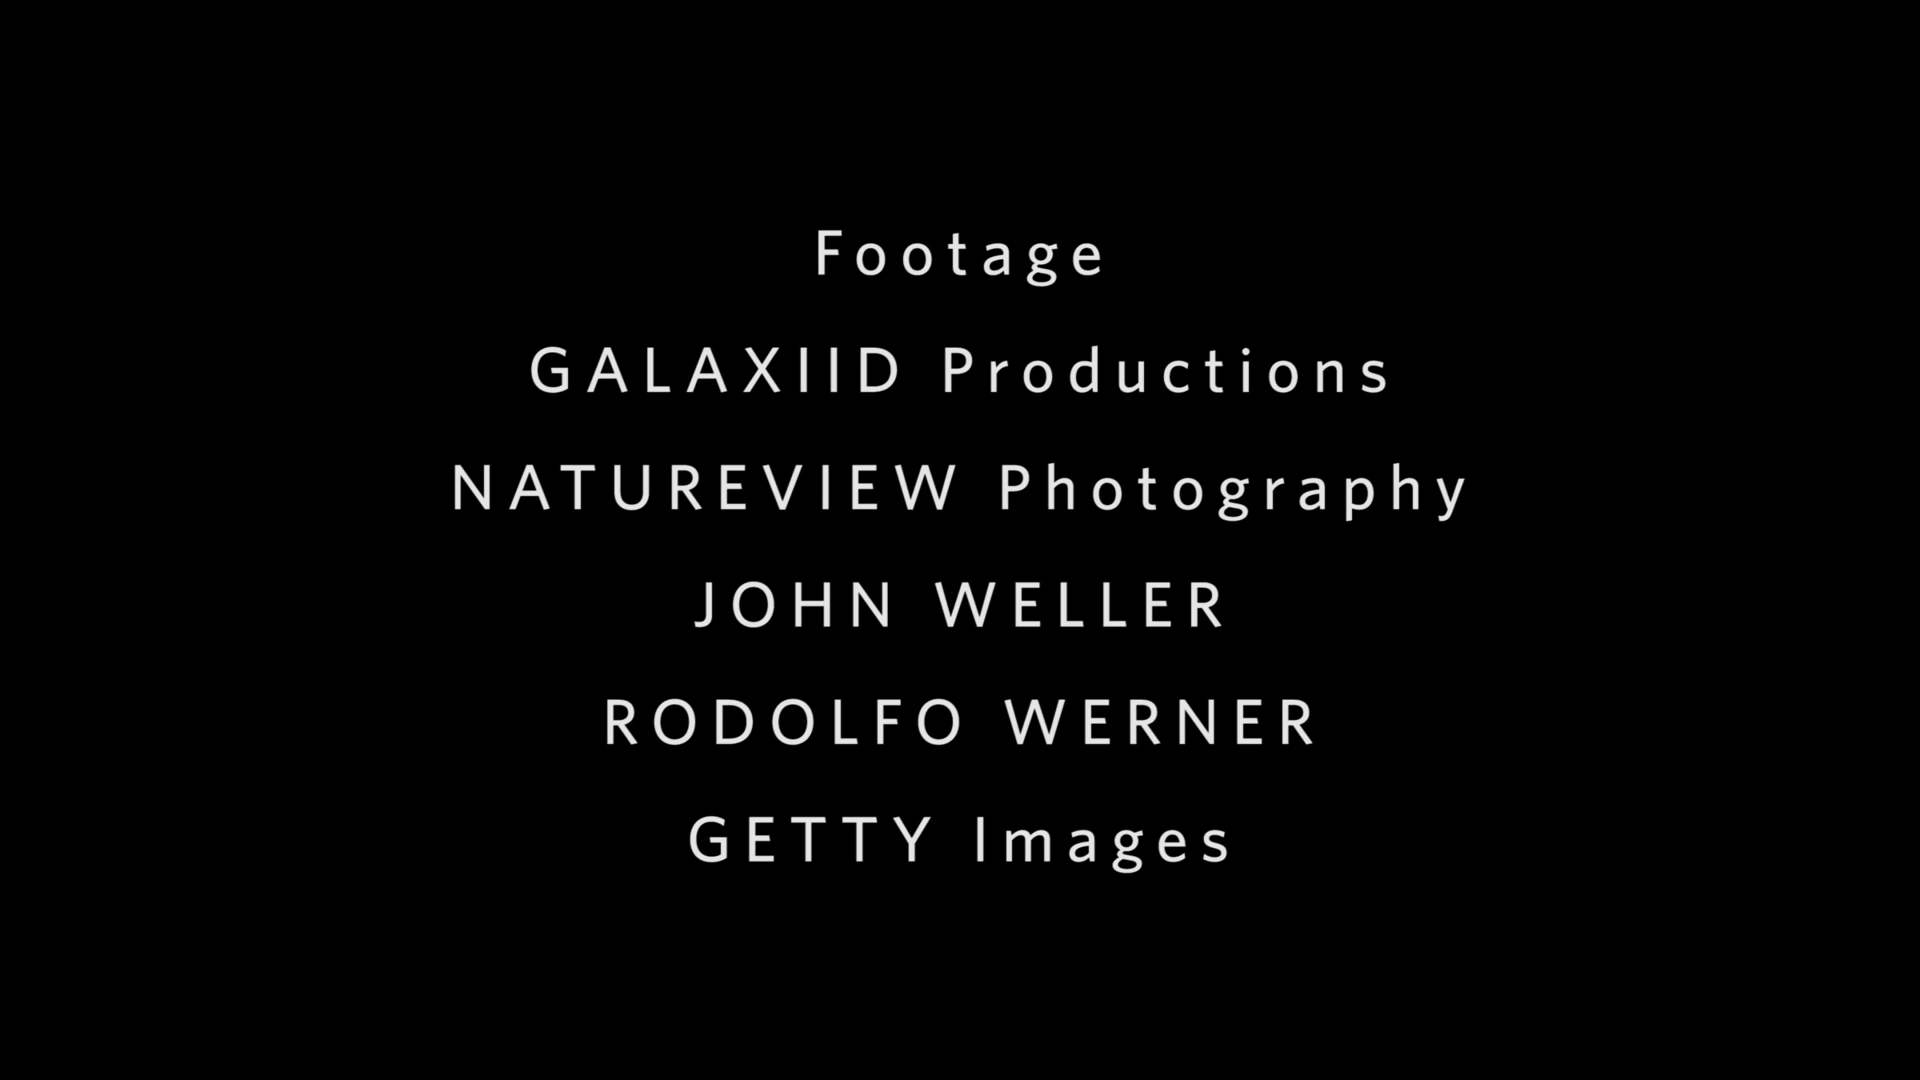 Footage
GALAXIID Productions
NATUREVIEW Photography
JOHN WELLER
RODOLFO WERNER
GETTY Images